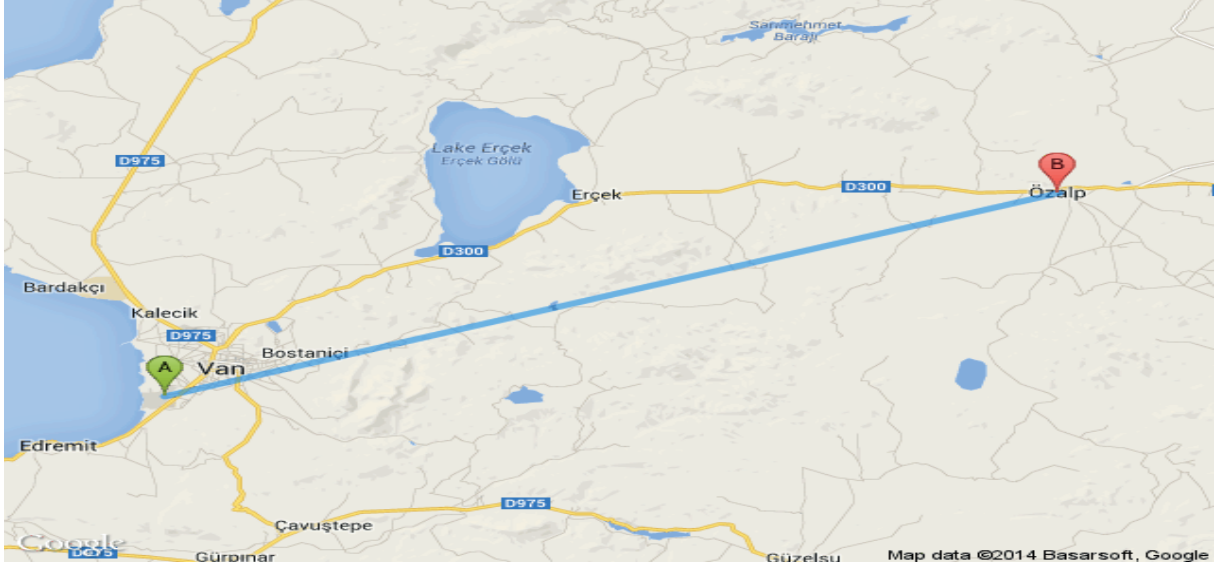 Sarımehmet
Barajı
D975
Lake Erçek
Erçek Gölü
B
D300
Erçek
Özalp
D300
Bardakçı
Kalecik
D975
Bostaniçi
A
Van
Edremit
D975
Çavuştepe
Google
D975
Gürpınar
Güzelsu
Map data ©2014 Basarsoft, Google